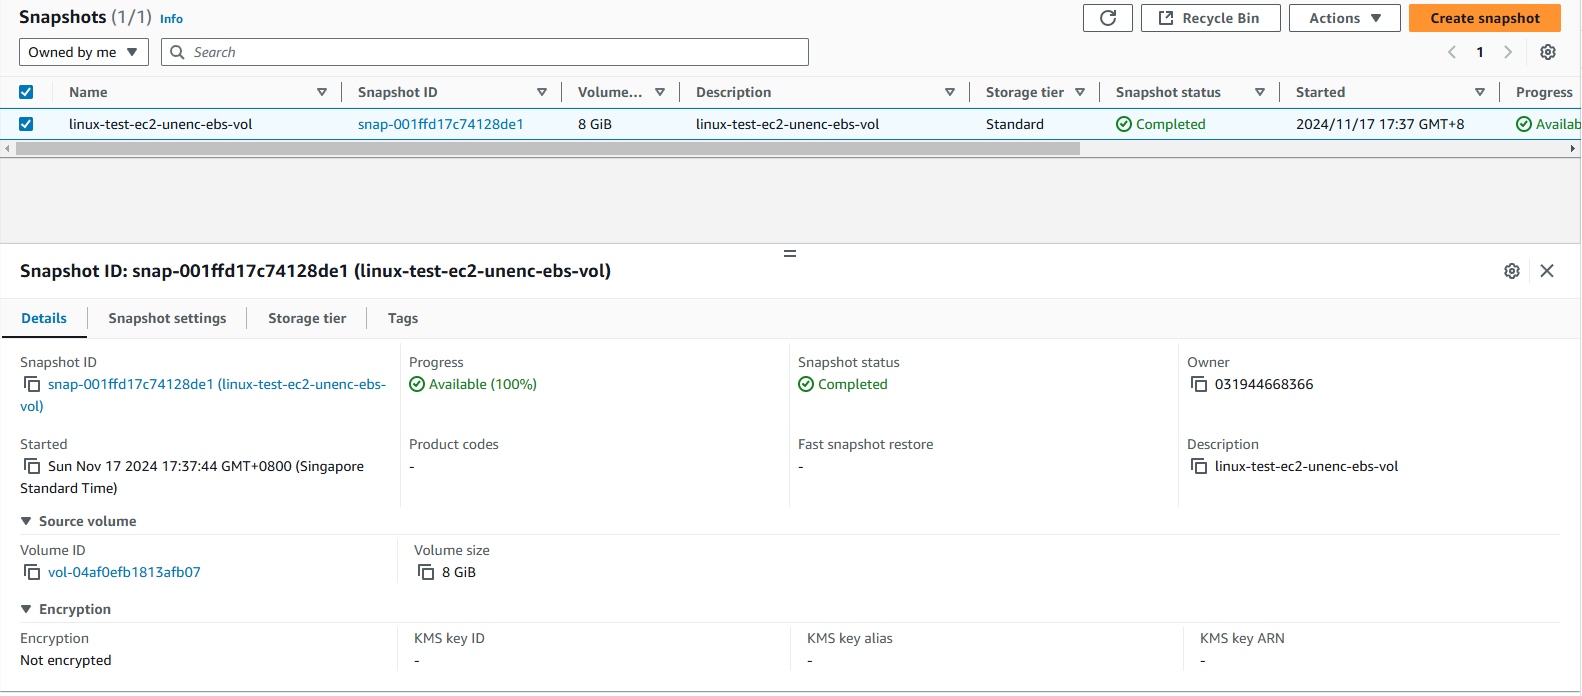 Snapshots (1/1) Info
Recycle Bin
Actions
Create snapshot
Owned by me
Search
1
Name
Snapshot ID
Volume...
Description
Storage tier
Snapshot status
Started
Progress
linux-test-ec2-unenc-ebs-vol
snap-001ffd17c74128de1
8 GiB
linux-test-ec2-unenc-ebs-vol
Standard
Completed
2024/11/17 17:37 GMT+8
Availab
Snapshot ID: snap-001ffd17c74128de1 (linux-test-ec2-unenc-ebs-vol)
Details
Snapshot settings
Storage tier
Tags
Snapshot ID
snap-001ffd17c74128de1 (linux-test-ec2-unenc-ebs-
vol)
Progress
Available (100%)
Snapshot status
Completed
Owner
031944668366
Started
Sun Nov 17 2024 17:37:44 GMT+0800 (Singapore
Standard Time)
Product codes
-
Fast snapshot restore
-
Description
linux-test-ec2-unenc-ebs-vol
Source volume
Volume ID
vol-04af0efb1813afb07
Volume size
8 GiB
Encryption
Encryption
Not encrypted
KMS key ID
-
KMS key alias
-
KMS key ARN
-